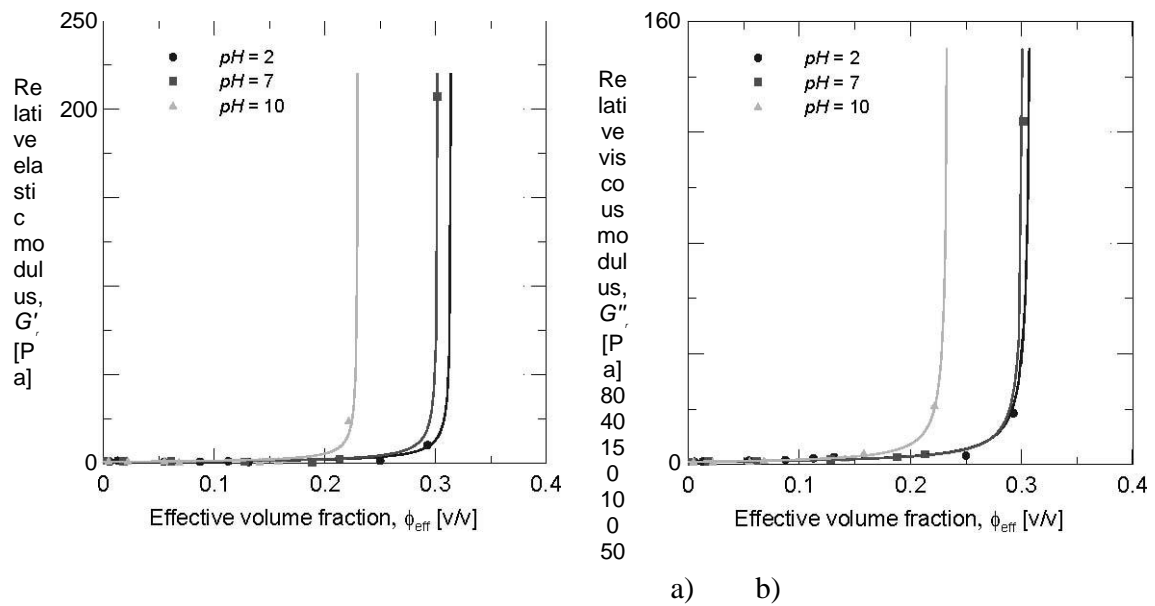 250
200
0
Re
lati
ve
ela
sti
c
mo
dul
us,
G'r
[P
a]
pH = 2
pH = 7
pH = 10
0 0.1 0.2 0.3 0.4
Effective volume fraction, ϕeff [v/v]
160
0
Re
lati
ve
vis
co
us
mo
dul
us,
G"r
[P
a]
80
40
15
0
10
0
50
pH = 2
pH = 7
pH = 10
0 0.1 0.2 0.3 0.4
Effective volume fraction, ϕeff [v/v]
a) b)